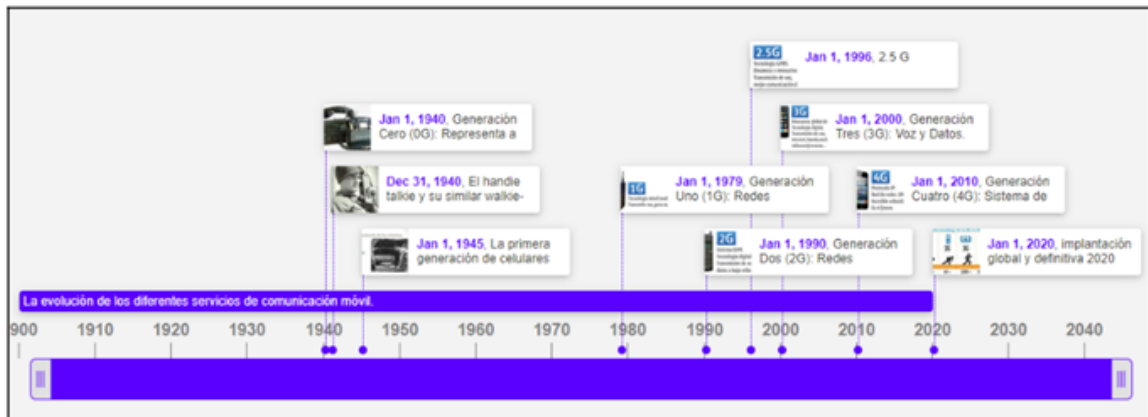 2.5G
Jan 1, 1996, 2.5 G
3G
Jan 1, 2000, Generación
Tres (3G): Voz y Datos.
Jan 1, 1940, Generación
Cero (0G): Representa a
Dec 31, 1940, El handie
talkie y su similar walkie-
1G
Jan 1, 1979, Generación
Uno (1G): Redes
4G
Jan 1, 2010, Generación
Cuatro (4G): Sistema de
Jan 1, 1945, La primera
generación de celulares
2G
Jan 1, 1990, Generación
Dos (2G): Redes
Jan 1, 2020, implantación
global y definitiva 2020
La evolución de los diferentes servicios de comunicación móvil.
1900 1910 1920 1930 1940 1950 1960 1970 1980 1990 2000 2010 2020 2030 2040